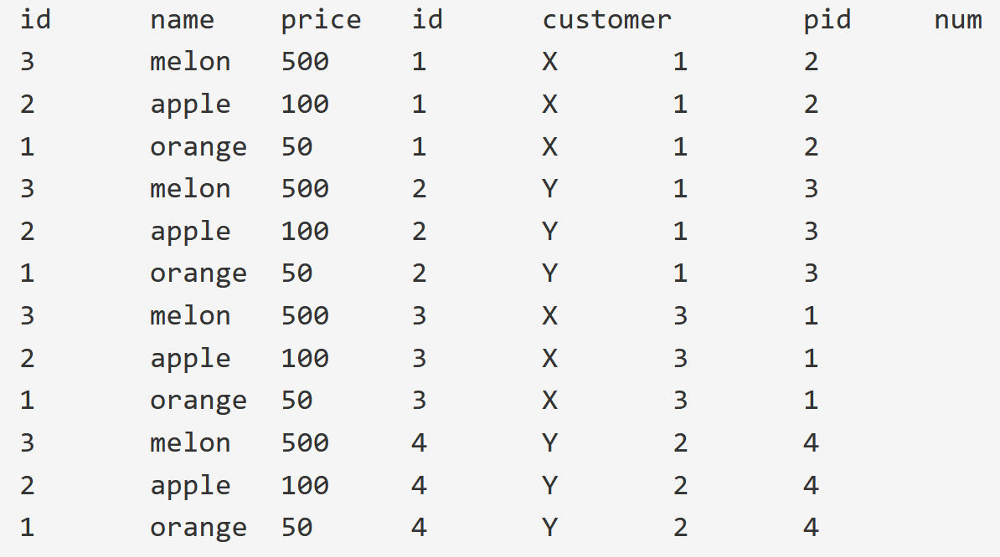 id name price id customer pid num
3 melon 500 1 X 1 2
2 apple 100 1 X 1 2
1 orange 50 1 X 1 2
3 melon 500 2 Y 1 3
2 apple 100 2 Y 1 3
1 orange 50 2 Y 1 3
3 melon 500 3 X 3 1
2 apple 100 3 X 3 1
1 orange 50 3 X 3 1
3 melon 500 4 Y 2 4
2 apple 100 4 Y 2 4
1 orange 50 4 Y 2 4